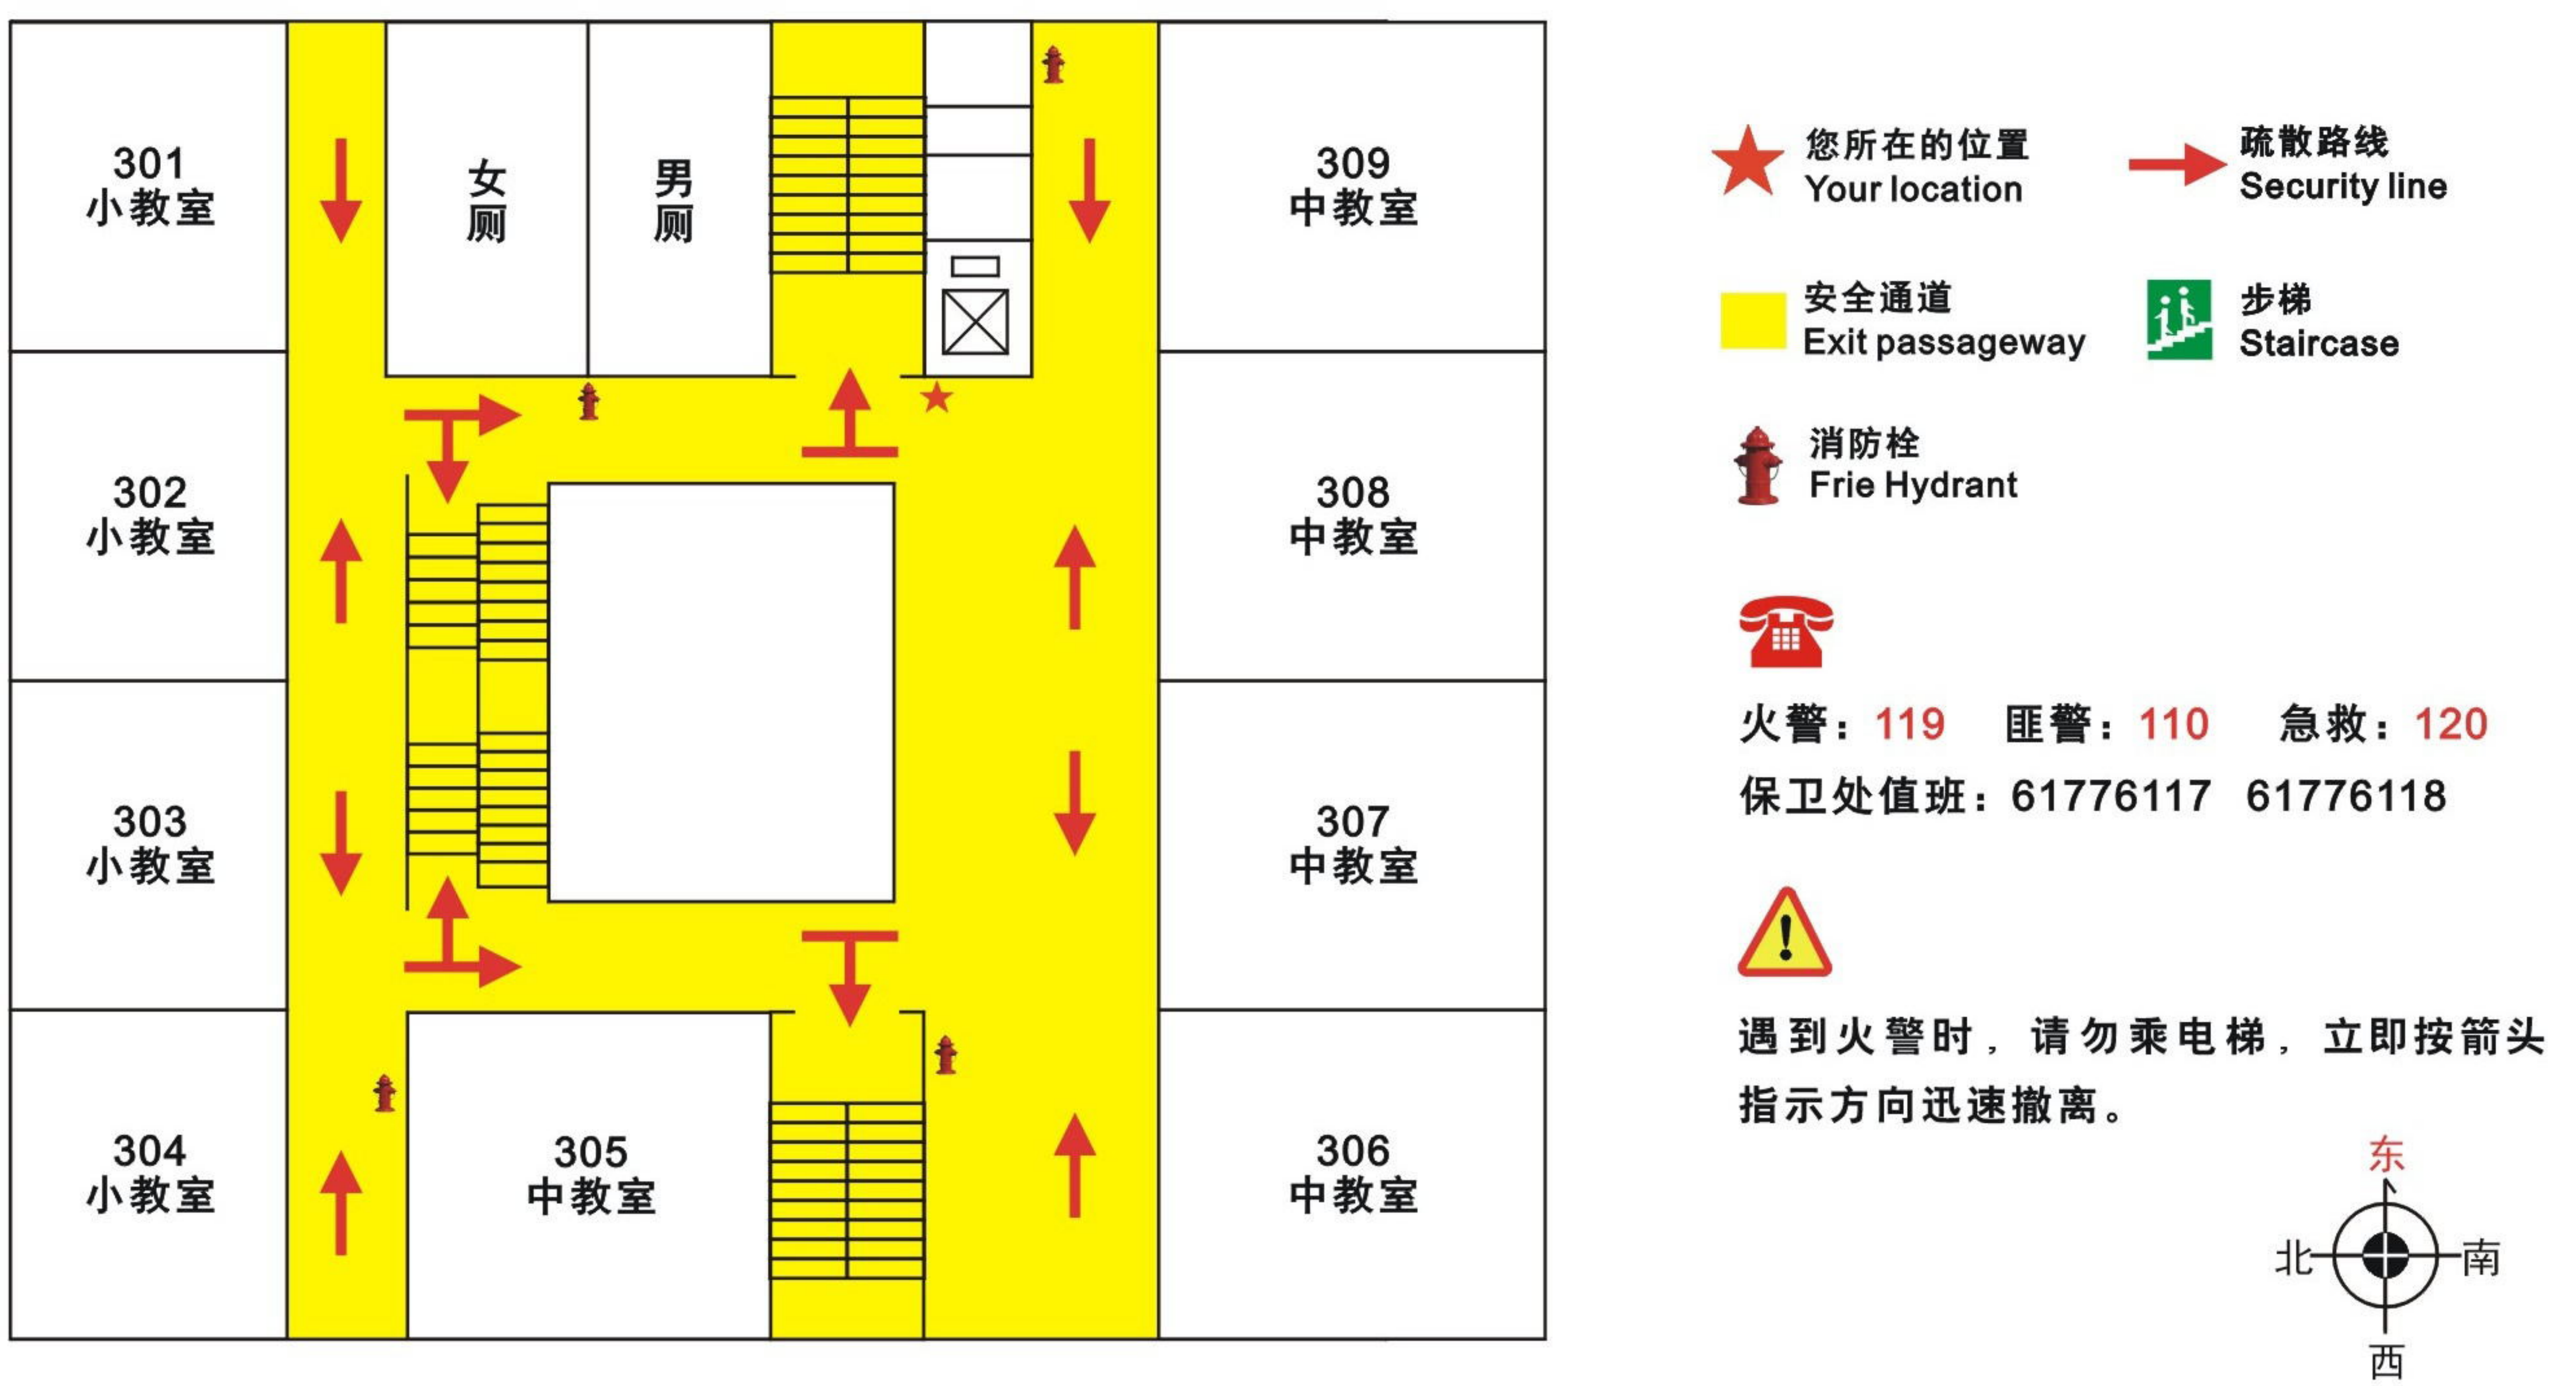 301
小教室
302
小教室
303
小教室
304
小教室
女
厕
男
厕
305
中教室
309
中教室
308
中教室
307
中教室
306
中教室
您所在的位置
Your location
疏散路线
Security line
安全通道
Exit passageway
步梯
Staircase
消防栓
Frie Hydrant
火警：119 匪警：110 急救：120
保卫处值班：61776117 61776118
遇到火警时，请勿乘电梯，立即按箭头
指示方向迅速撤离。
东
北 南
西